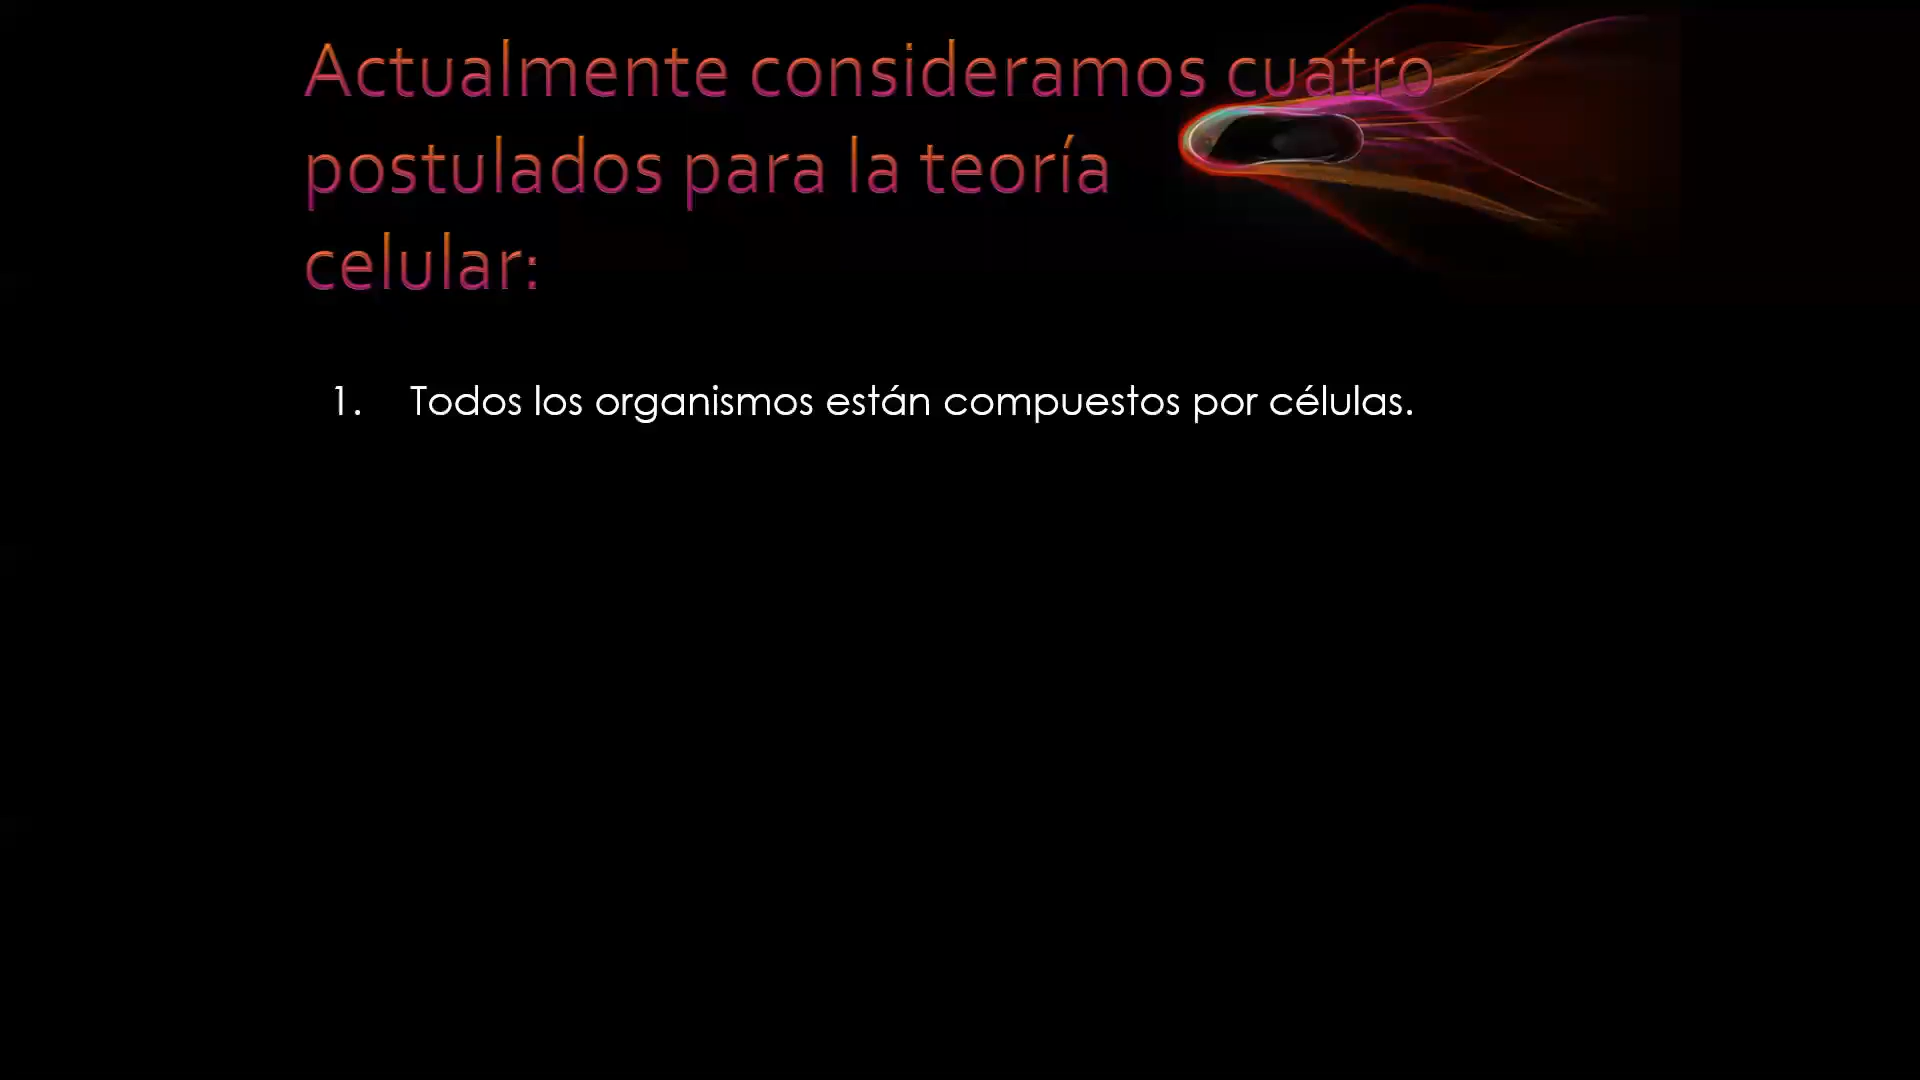 Actualmente consideramos cuatro
postulados para la teoría
celular:
1. Todos los organismos están compuestos por células.